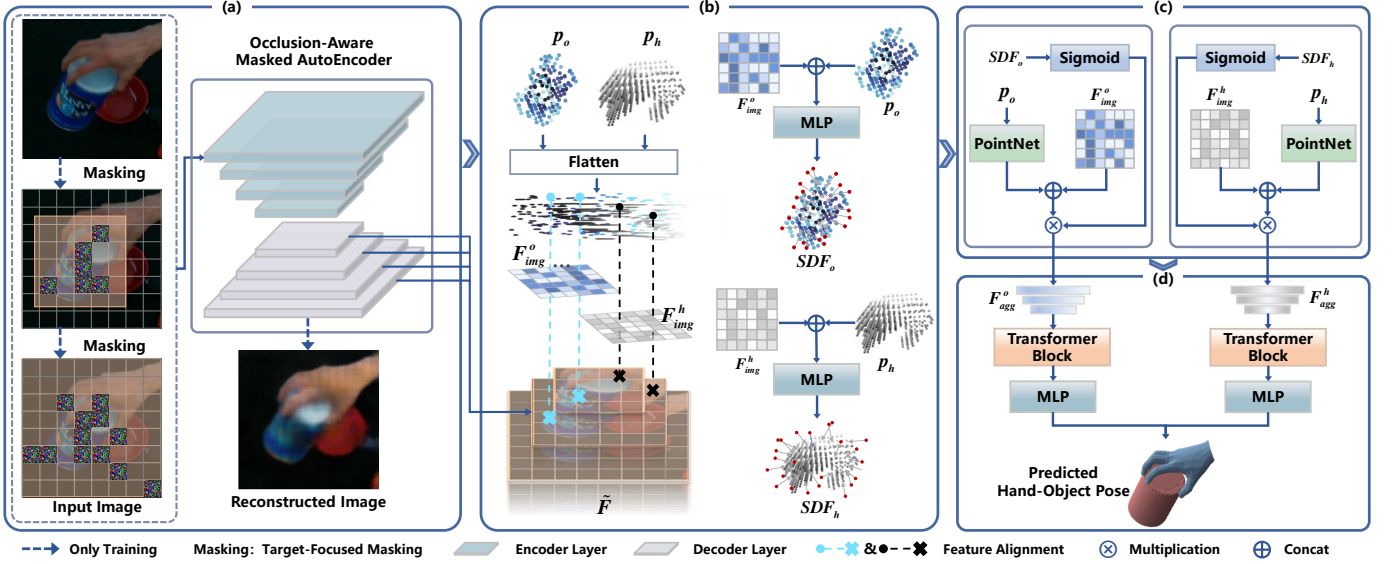 (a)
Masking
Masking
Input Image
Occlusion-Aware
Masked AutoEncoder
Reconstructed Image
(b)
p_o
p_h
Flatten
F^o_img
...
F^h_img
F̃
F^o_img
p_o
MLP
SDF_o
F^h_img
p_h
MLP
SDF_h
(c)
SDF_o
Sigmoid
p_o
F^o_img
PointNet
Sigmoid
SDF_h
F^h_img
p_h
PointNet
(d)
F^o_agg
F^h_agg
Transformer
Block
Transformer
Block
MLP
MLP
Predicted
Hand-Object Pose
Only Training
Masking: Target-Focused Masking
Encoder Layer
Decoder Layer
& Feature Alignment
Multiplication
Concat